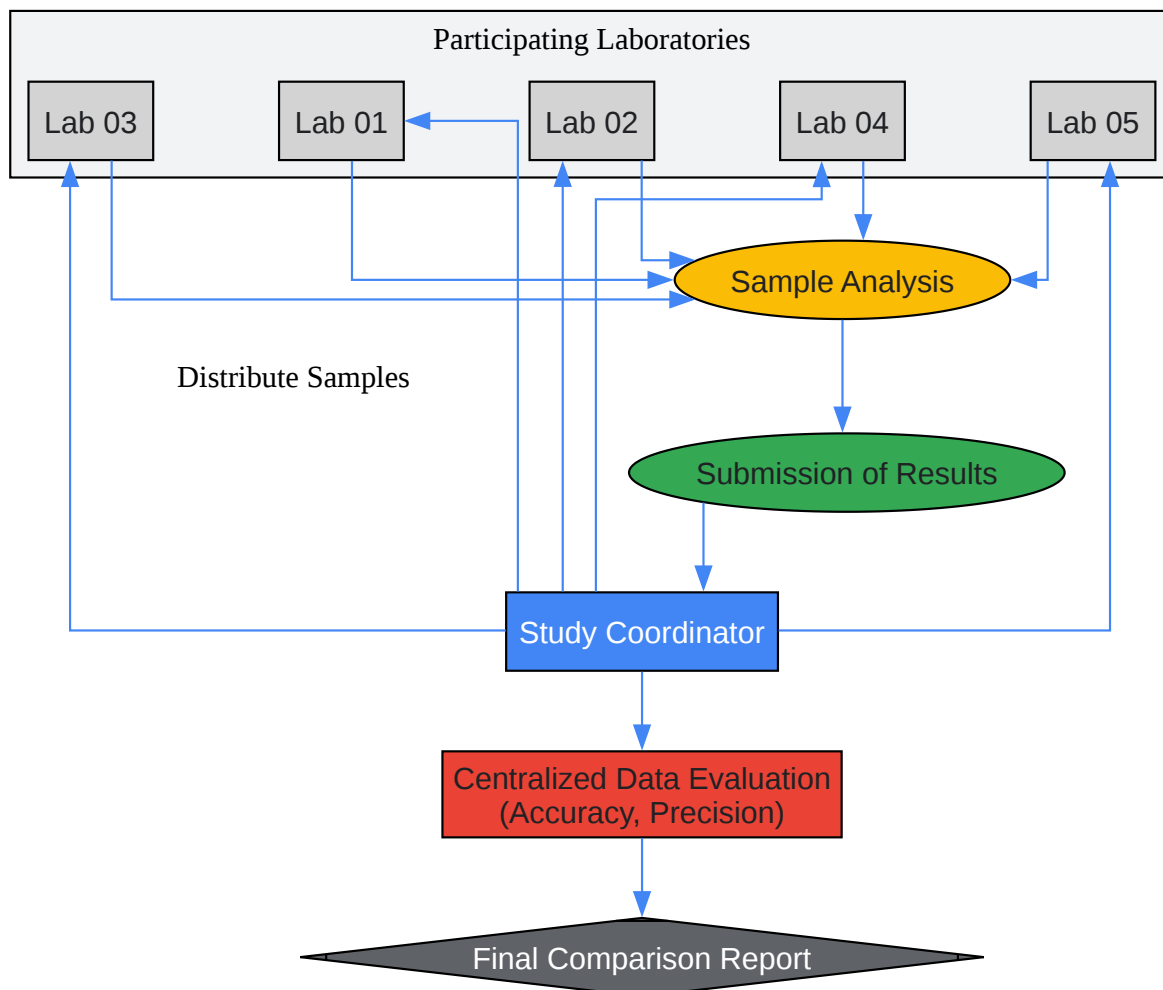 Participating Laboratories
Lab 03
Lab 01
Lab 02
Lab 04
Lab 05
Sample Analysis
Distribute Samples
Submission of Results
Study Coordinator
Centralized Data Evaluation
(Accuracy, Precision)
Final Comparison Report